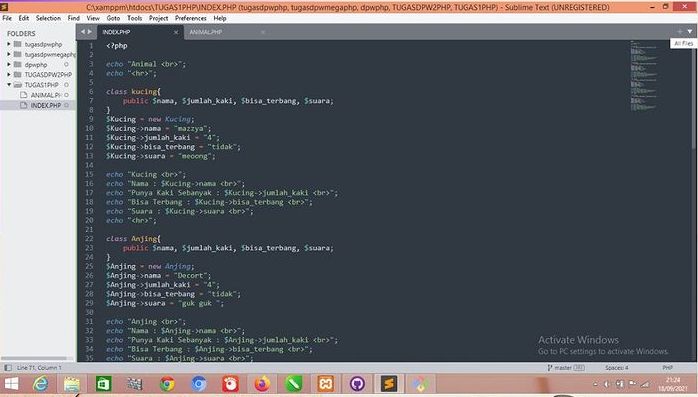 C:\xamppm\htdocs\TUGAS1PHP\INDEX.PHP (tugasdpwphp, tugasdpwmegaphp, dpwphp, TUGASDPW2PHP, TUGAS1PHP) - Sublime Text (UNREGISTERED)
File Edit Selection Find View Goto Tools Project Preferences Help
FOLDERS
tugasdpwphp
tugasdpwmegaphp
dpwphp
TUGASDPW2PHP
TUGAS1PHP
ANIMAL.PH
INDEX.PHP
INDEX.PHP ANIMAL.PHP
All Files
1 <?php
2
3 echo "Animal <br>";
4 echo "<hr>";
5
6 class kucing{
7 public $nama, $jumlah_kaki, $bisa_terbang, $suara;
8 }
9 $Kucing = new Kucing;
10 $Kucing->nama = "mazzya";
11 $Kucing->jumlah_kaki = "4";
12 $Kucing->bisa_terbang = "tidak";
13 $Kucing->suara = "meoong";
14
15 echo "Kucing <br>";
16 echo "Nama : $Kucing->nama <br>";
17 echo "Punya Kaki Sebanyak : $Kucing->jumlah_kaki <br>";
18 echo "Bisa Terbang : $Kucing->bisa_terbang <br>";
19 echo "Suara : $Kucing->suara <br>";
20 echo "<hr>";
21
22 class Anjing{
23 public $nama, $jumlah_kaki, $bisa_terbang, $suara;
24 }
25 $Anjing = new Anjing;
26 $Anjing->nama = "Decort";
27 $Anjing->jumlah_kaki = "4";
28 $Anjing->bisa_terbang = "tidak";
29 $Anjing->suara = "guk guk ";
30
31 echo "Anjing <br>";
32 echo "Nama : $Anjing->nama <br>";
33 echo "Punya Kaki Sebanyak : $Anjing->jumlah_kaki <br>";
34 echo "Bisa Terbang : $Anjing->bisa_terbang <br>";
35 echo "Suara : $Anjing->suara <br>";
Activate Windows
Go to PC settings to activate Windows.
Line 71, Column 1 master Spaces: 4 PHP
21:24
18/09/2021